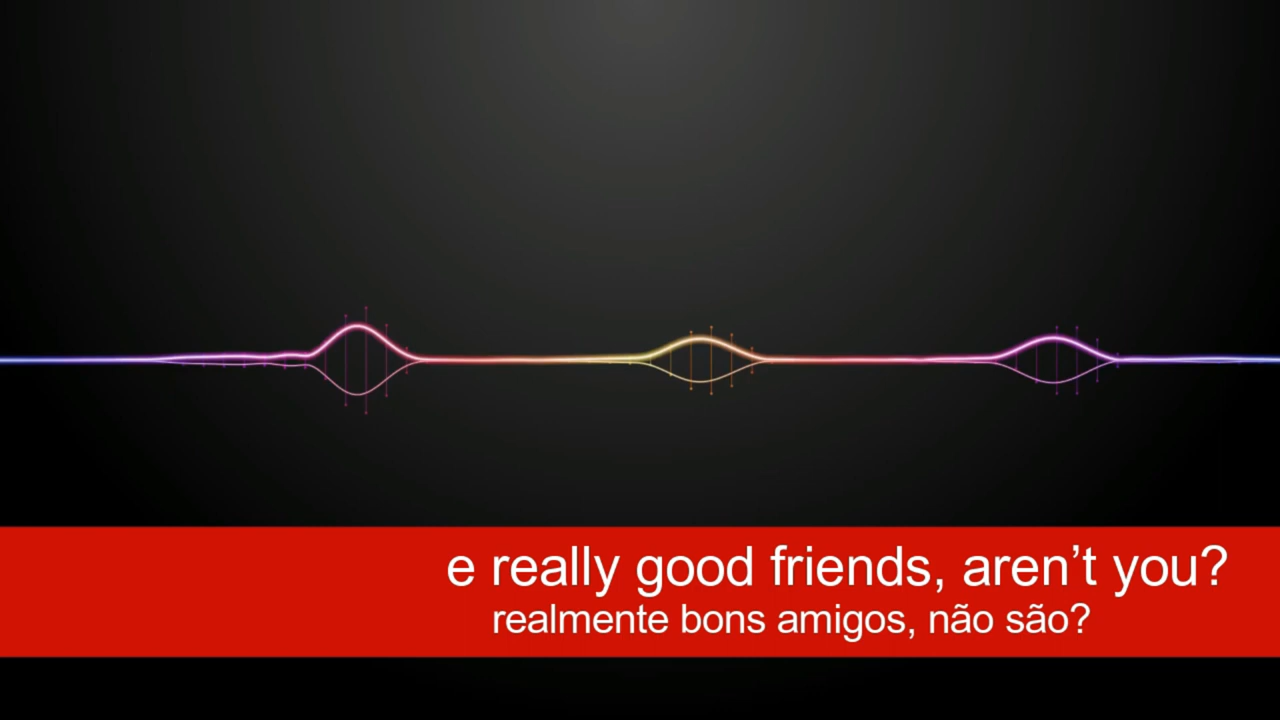 e really good friends, aren’t you?
realmente bons amigos, não são?